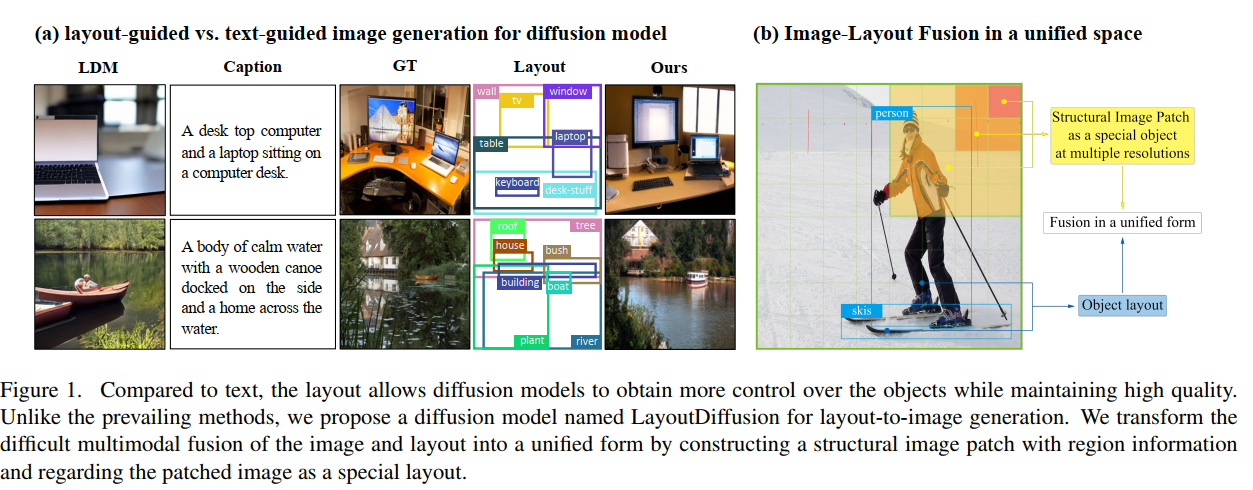 (a) layout-guided vs. text-guided image generation for diffusion model
LDM
Caption
GT
Layout
Ours
A desk top computer
and a laptop sitting on
a computer desk.
wall
tv
window
table
laptop
keyboard
desk-stuff
A body of calm water
with a wooden canoe
docked on the side
and a home across the
water.
roof
tree
house
bush
building
boat
plant
river
(b) Image-Layout Fusion in a unified space
person
skis
Structural Image Patch
as a special object
at multiple resolutions
Fusion in a unified form
Object layout
Figure 1. Compared to text, the layout allows diffusion models to obtain more control over the objects while maintaining high quality.
Unlike the prevailing methods, we propose a diffusion model named LayoutDiffusion for layout-to-image generation. We transform the
difficult multimodal fusion of the image and layout into a unified form by constructing a structural image patch with region information
and regarding the patched image as a special layout.